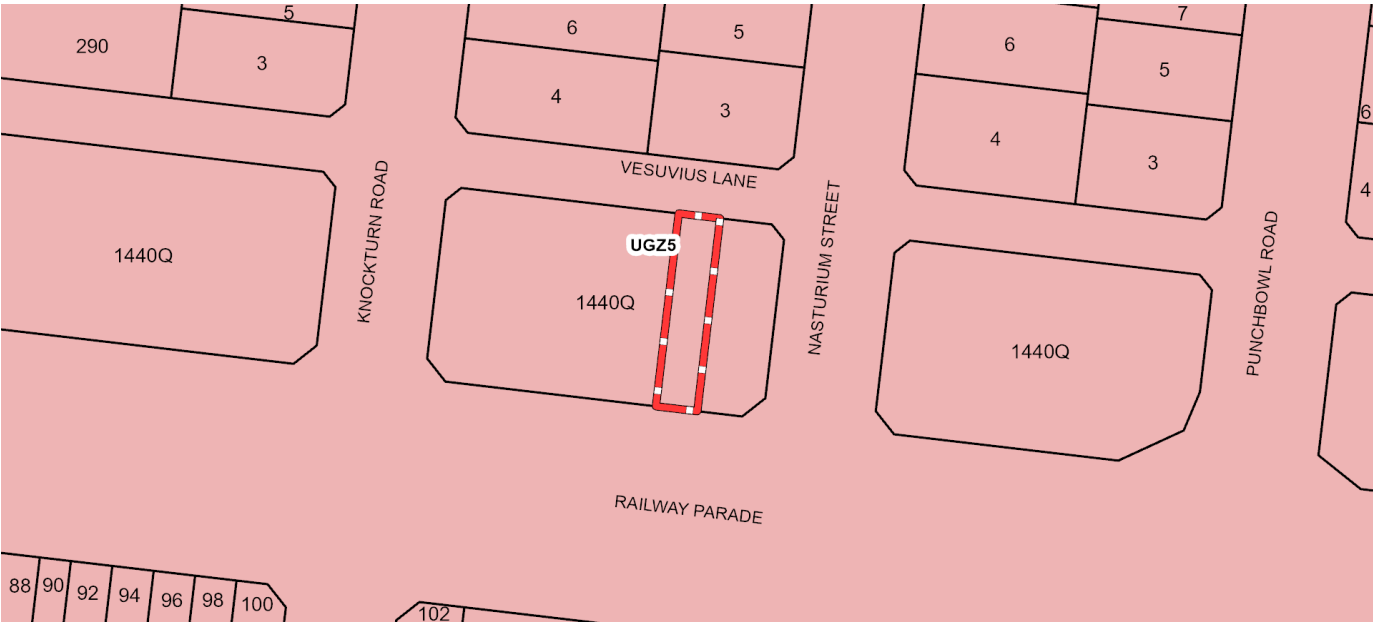 5
7
290
3
6
5
6
5
4
3
6
4
3
4
VESUVIUS LANE
KNOCKTURN ROAD
NASTURIUM STREET
PUNCHBOWL ROAD
1440Q
UGZ5
1440Q
1440Q
RAILWAY PARADE
88
90
92
94
96
98
100
102